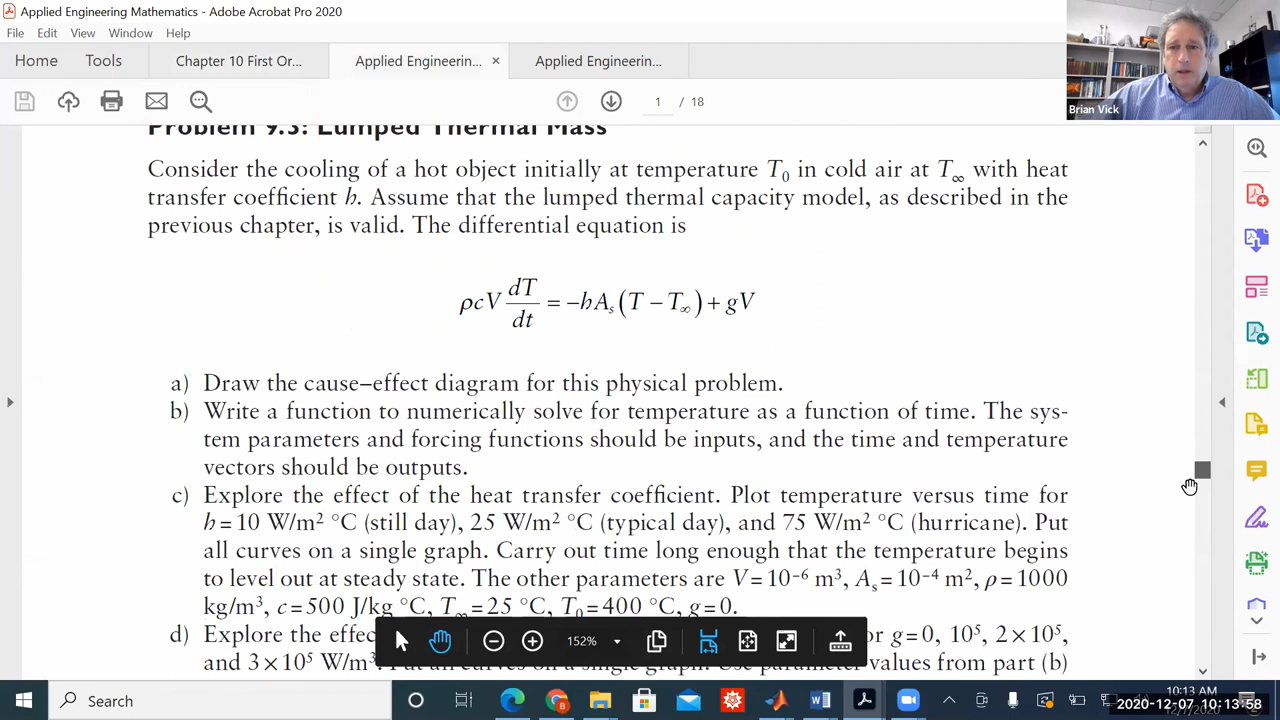 Applied Engineering Mathematics - Adobe Acrobat Pro 2020
File Edit View Window Help
Home Tools Chapter 10 First Or... Applied Engineerin... × Applied Engineerin...
1 / 18
Brian Vick
Problem 9.3: Lumped Thermal Mass
Consider the cooling of a hot object initially at temperature T₀ in cold air at T∞ with heat
transfer coefficient h. Assume that the lumped thermal capacity model, as described in the
previous chapter, is valid. The differential equation is
ρcV dT/dt = −hAₛ(T − T∞) + gV
a) Draw the cause–effect diagram for this physical problem.
b) Write a function to numerically solve for temperature as a function of time. The sys-
tem parameters and forcing functions should be inputs, and the time and temperature
vectors should be outputs.
c) Explore the effect of the heat transfer coefficient. Plot temperature versus time for
h = 10 W/m² °C (still day), 25 W/m² °C (typical day), and 75 W/m² °C (hurricane). Put
all curves on a single graph. Carry out time long enough that the temperature begins
to level out at steady state. The other parameters are V = 10⁻⁶ m³, Aₛ = 10⁻⁴ m², ρ = 1000
kg/m³, c = 500 J/kg °C, T∞ = 25 °C, T₀ = 400 °C, g = 0.
d) Explore the effec or g = 0, 10⁵, 2 × 10⁵,
and 3 × 10⁵ W/m³ values from part (b)
152%
Search
10:13 AM
2020-12-07 10:13:58